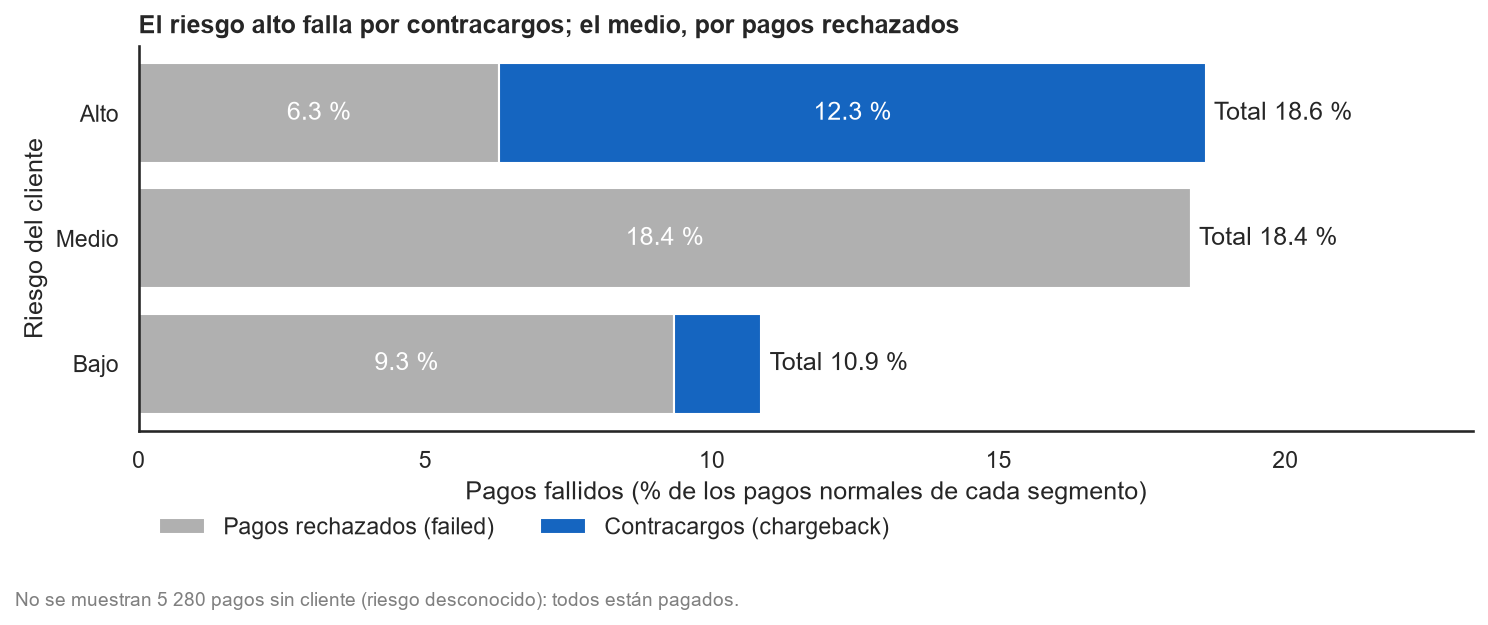 El riesgo alto falla por contracargos; el medio, por pagos rechazados
Riesgo del cliente
Alto
6.3 %
12.3 %
Total 18.6 %
Medio
18.4 %
Total 18.4 %
Bajo
9.3 %
Total 10.9 %
0
5
10
15
20
Pagos fallidos (% de los pagos normales de cada segmento)
Pagos rechazados (failed)
Contracargos (chargeback)
No se muestran 5 280 pagos sin cliente (riesgo desconocido): todos están pagados.